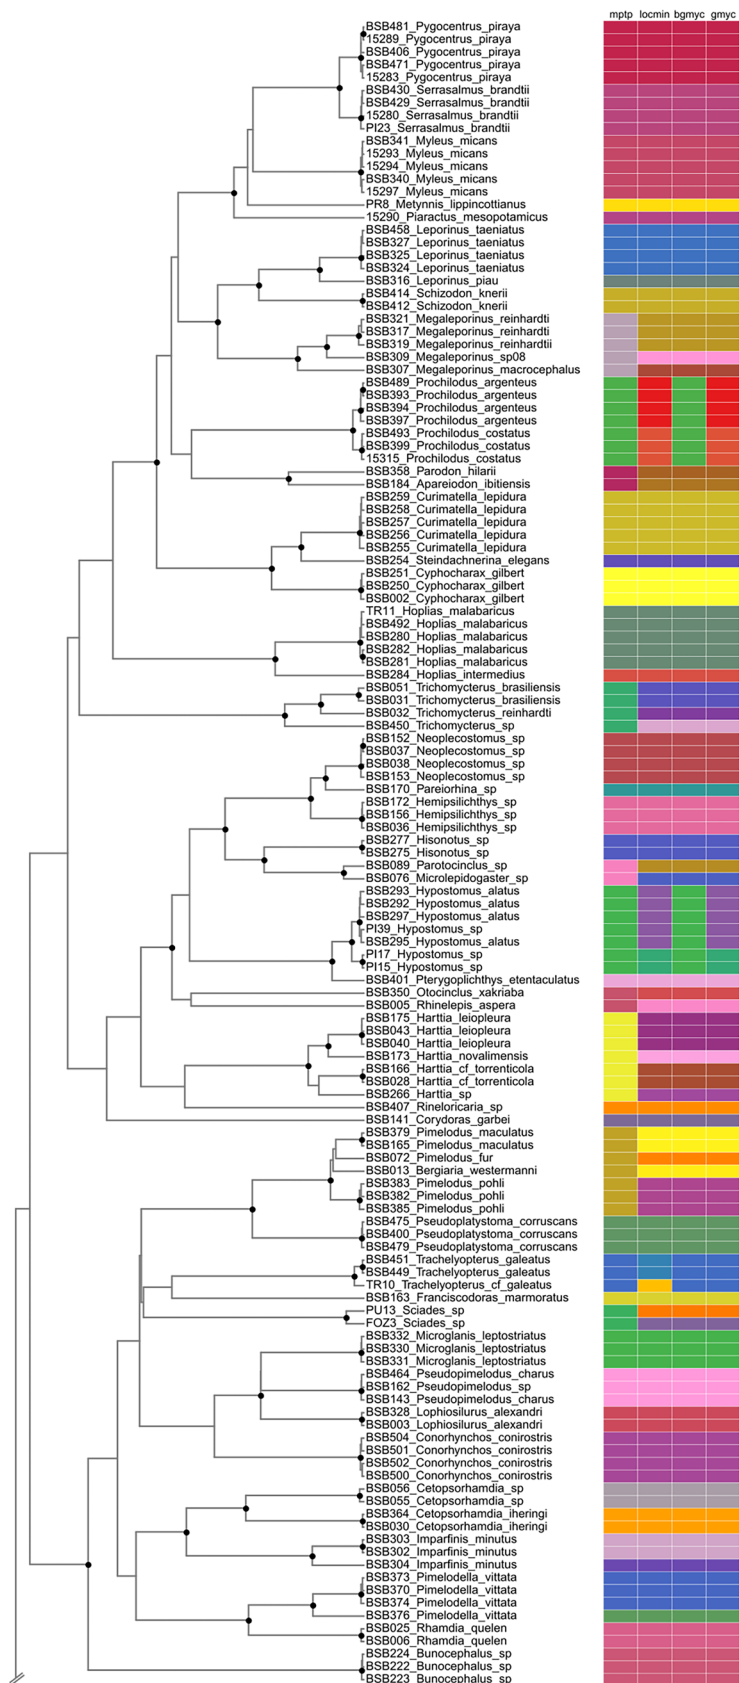 mptp locmin bgmyc gmyc
BSB481_Pygocentrus_piraya
15289_Pygocentrus_piraya
BSB406_Pygocentrus_piraya
BSB471_Pygocentrus_piraya
15283_Pygocentrus_piraya
BSB430_Serrasalmus_brandtii
BSB429_Serrasalmus_brandtii
15280_Serrasalmus_brandtii
PI23_Serrasalmus_brandtii
BSB341_Myleus_micans
15293_Myleus_micans
15294_Myleus_micans
BSB340_Myleus_micans
15297_Myleus_micans
PR8_Metynnis_lippincottianus
15290_Piaractus_mesopotamicus
BSB458_Leporinus_taeniatus
BSB327_Leporinus_taeniatus
BSB325_Leporinus_taeniatus
BSB324_Leporinus_taeniatus
BSB316_Leporinus_piau
BSB414_Schizodon_knerii
BSB412_Schizodon_knerii
BSB321_Megaleporinus_reinhardti
BSB317_Megaleporinus_reinhardti
BSB319_Megaleporinus_reinhardtii
BSB309_Megaleporinus_sp08
BSB307_Megaleporinus_macrocephalus
BSB489_Prochilodus_argenteus
BSB393_Prochilodus_argenteus
BSB394_Prochilodus_argenteus
BSB397_Prochilodus_argenteus
BSB493_Prochilodus_costatus
BSB399_Prochilodus_costatus
15315_Prochilodus_costatus
BSB358_Parodon_hilarii
BSB184_Apareiodon_ibitiensis
BSB259_Curimatella_lepidura
BSB258_Curimatella_lepidura
BSB257_Curimatella_lepidura
BSB256_Curimatella_lepidura
BSB255_Curimatella_lepidura
BSB254_Steindachnerina_elegans
BSB251_Cyphocharax_gilbert
BSB250_Cyphocharax_gilbert
BSB002_Cyphocharax_gilbert
TR11_Hoplias_malabaricus
BSB492_Hoplias_malabaricus
BSB280_Hoplias_malabaricus
BSB282_Hoplias_malabaricus
BSB281_Hoplias_malabaricus
BSB284_Hoplias_intermedius
BSB051_Trichomycterus_brasiliensis
BSB031_Trichomycterus_brasiliensis
BSB032_Trichomycterus_reinhardti
BSB450_Trichomycterus_sp
BSB152_Neoplecostomus_sp
BSB037_Neoplecostomus_sp
BSB038_Neoplecostomus_sp
BSB153_Neoplecostomus_sp
BSB170_Pareiorhina_sp
BSB172_Hemipsilichthys_sp
BSB156_Hemipsilichthys_sp
BSB036_Hemipsilichthys_sp
BSB277_Hisonotus_sp
BSB275_Hisonotus_sp
BSB089_Parotocinclus_sp
BSB076_Microlepidogaster_sp
BSB293_Hypostomus_alatus
BSB292_Hypostomus_alatus
BSB297_Hypostomus_alatus
PI39_Hypostomus_sp
BSB295_Hypostomus_alatus
PI17_Hypostomus_sp
PI15_Hypostomus_sp
BSB401_Pterygoplichthys_etentaculatus
BSB350_Otocinclus_xakriaba
BSB005_Rhinelepis_aspera
BSB175_Harttia_leiopleura
BSB043_Harttia_leiopleura
BSB040_Harttia_leiopleura
BSB173_Harttia_novalimensis
BSB166_Harttia_cf_torrenticola
BSB028_Harttia_cf_torrenticola
BSB266_Harttia_sp
BSB407_Rineloricaria_sp
BSB141_Corydoras_garbei
BSB379_Pimelodus_maculatus
BSB165_Pimelodus_maculatus
BSB072_Pimelodus_fur
BSB013_Bergiaria_westermanni
BSB383_Pimelodus_pohli
BSB382_Pimelodus_pohli
BSB385_Pimelodus_pohli
BSB475_Pseudoplatystoma_corruscans
BSB400_Pseudoplatystoma_corruscans
BSB479_Pseudoplatystoma_corruscans
BSB451_Trachelyopterus_galeatus
BSB449_Trachelyopterus_galeatus
TR10_Trachelyopterus_cf_galeatus
BSB163_Franciscodoras_marmoratus
PU13_Sciades_sp
FOZ3_Sciades_sp
BSB332_Microglanis_leptostriatus
BSB330_Microglanis_leptostriatus
BSB331_Microglanis_leptostriatus
BSB464_Pseudopimelodus_charus
BSB162_Pseudopimelodus_sp
BSB143_Pseudopimelodus_charus
BSB328_Lophiosilurus_alexandri
BSB003_Lophiosilurus_alexandri
BSB504_Conorhynchos_conirostris
BSB501_Conorhynchos_conirostris
BSB502_Conorhynchos_conirostris
BSB500_Conorhynchos_conirostris
BSB056_Cetopsorhamdia_sp
BSB055_Cetopsorhamdia_sp
BSB364_Cetopsorhamdia_iheringi
BSB030_Cetopsorhamdia_iheringi
BSB303_Imparfinis_minutus
BSB302_Imparfinis_minutus
BSB304_Imparfinis_minutus
BSB373_Pimelodella_vittata
BSB370_Pimelodella_vittata
BSB374_Pimelodella_vittata
BSB376_Pimelodella_vittata
BSB025_Rhamdia_quelen
BSB006_Rhamdia_quelen
BSB224_Bunocephalus_sp
BSB222_Bunocephalus_sp
BSB223_Bunocephalus_sp